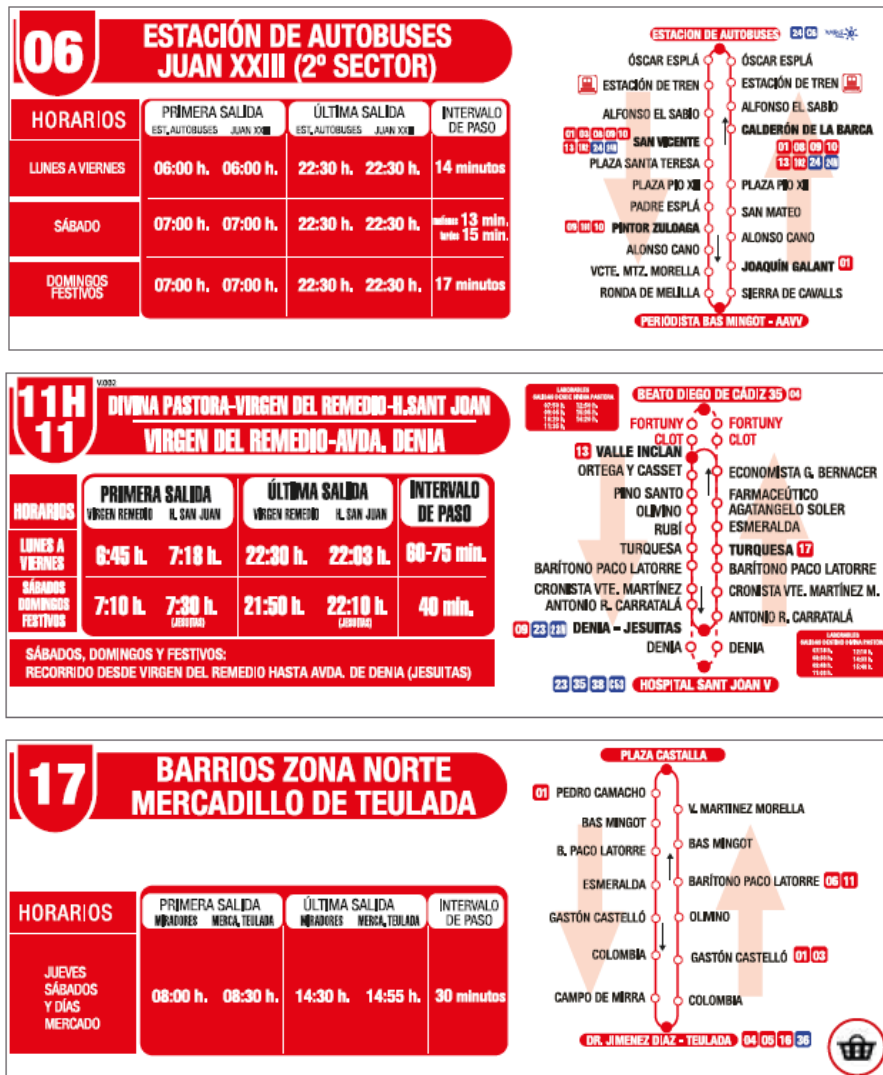 06
ESTACIÓN DE AUTOBUSES
JUAN XXIII (2º SECTOR)
HORARIOS
PRIMERA SALIDA
EST. AUTOBUSES JUAN XXIII
ÚLTIMA SALIDA
EST. AUTOBUSES JUAN XXIII
INTERVALO
DE PASO
LUNES A VIERNES 06:00 h. 06:00 h. 22:30 h. 22:30 h. 14 minutos
SÁBADO 07:00 h. 07:00 h. 22:30 h. 22:30 h. 13 min.
15 min.
DOMINGOS
FESTIVOS 07:00 h. 07:00 h. 22:30 h. 22:30 h. 17 minutos
ESTACION DE AUTOBUSES 24 C6
ÓSCAR ESPLÁ
ESTACIÓN DE TREN
ALFONSO EL SABIO
01 03 08 09 10
SAN VICENTE
13 192 24 24N
PLAZA SANTA TERESA
PLAZA PIO XII
PADRE ESPLÁ
10 PINTOR ZULOAGA
ALONSO CANO
VCTE. MTZ. MORELLA
RONDA DE MELILLA
ÓSCAR ESPLÁ
ESTACIÓN DE TREN
ALFONSO EL SABIO
CALDERÓN DE LA BARCA
01 08 09 10
13 192 24 24N
PLAZA PIO XII
SAN MATEO
ALONSO CANO
JOAQUÍN GALANT 01
SIERRA DE CAVALLS
PERIODISTA BAS MINGOT - AAVV
V.002
11H
11
DIVINA PASTORA-VIRGEN DEL REMEDIO-H.SANT JOAN
VIRGEN DEL REMEDIO-AVDA. DENIA
HORARIOS
PRIMERA SALIDA
VIRGEN REMEDIO H. SAN JUAN
ÚLTIMA SALIDA
VIRGEN REMEDIO H. SAN JUAN
INTERVALO
DE PASO
LUNES A
VIERNES 6:45 h. 7:18 h. 22:30 h. 22:03 h. 60-75 min.
SÁBADOS
DOMINGOS
FESTIVOS 7:10 h. 7:30 h. (JESUITAS) 21:50 h. 22:10 h. (JESUITAS) 40 min.
SÁBADOS, DOMINGOS Y FESTIVOS:
RECORRIDO DESDE VIRGEN DEL REMEDIO HASTA AVDA. DE DENIA (JESUITAS)
LABORABLES
BEATO DIEGO DE CÁDIZ 35 04
FORTUNY
CLOT
13 VALLE INCLAN
ORTEGA Y CASSET
PINO SANTO
OLIVINO
RUBÍ
TURQUESA
BARÍTONO PACO LATORRE
CRONISTA VTE. MARTÍNEZ
ANTONIO R. CARRATALÁ
09 23 23N DENIA - JESUITAS
DENIA
FORTUNY
CLOT
ECONOMISTA G. BERNACER
FARMACEÚTICO
AGATANGELO SOLER
ESMERALDA
TURQUESA 17
BARÍTONO PACO LATORRE
CRONISTA VTE. MARTÍNEZ M.
ANTONIO R. CARRATALÁ
DENIA
LABORABLES
23 35 38 C53 HOSPITAL SANT JOAN V
17
BARRIOS ZONA NORTE
MERCADILLO DE TEULADA
HORARIOS
PRIMERA SALIDA
MIRADORES MERCA, TEULADA
ÚLTIMA SALIDA
MIRADORES MERCA, TEULADA
INTERVALO
DE PASO
JUEVES
SÁBADOS
Y DÍAS
MERCADO
08:00 h. 08:30 h. 14:30 h. 14:55 h. 30 minutos
PLAZA CASTALLA
01 PEDRO CAMACHO
BAS MINGOT
B. PACO LATORRE
ESMERALDA
GASTÓN CASTELLÓ
COLOMBIA
CAMPO DE MIRRA
V. MARTINEZ MORELLA
BAS MINGOT
BARÍTONO PACO LATORRE 06 11
OLIVINO
GASTÓN CASTELLÓ 01 03
COLOMBIA
DR. JIMENEZ DIAZ - TEULADA 04 05 16 36